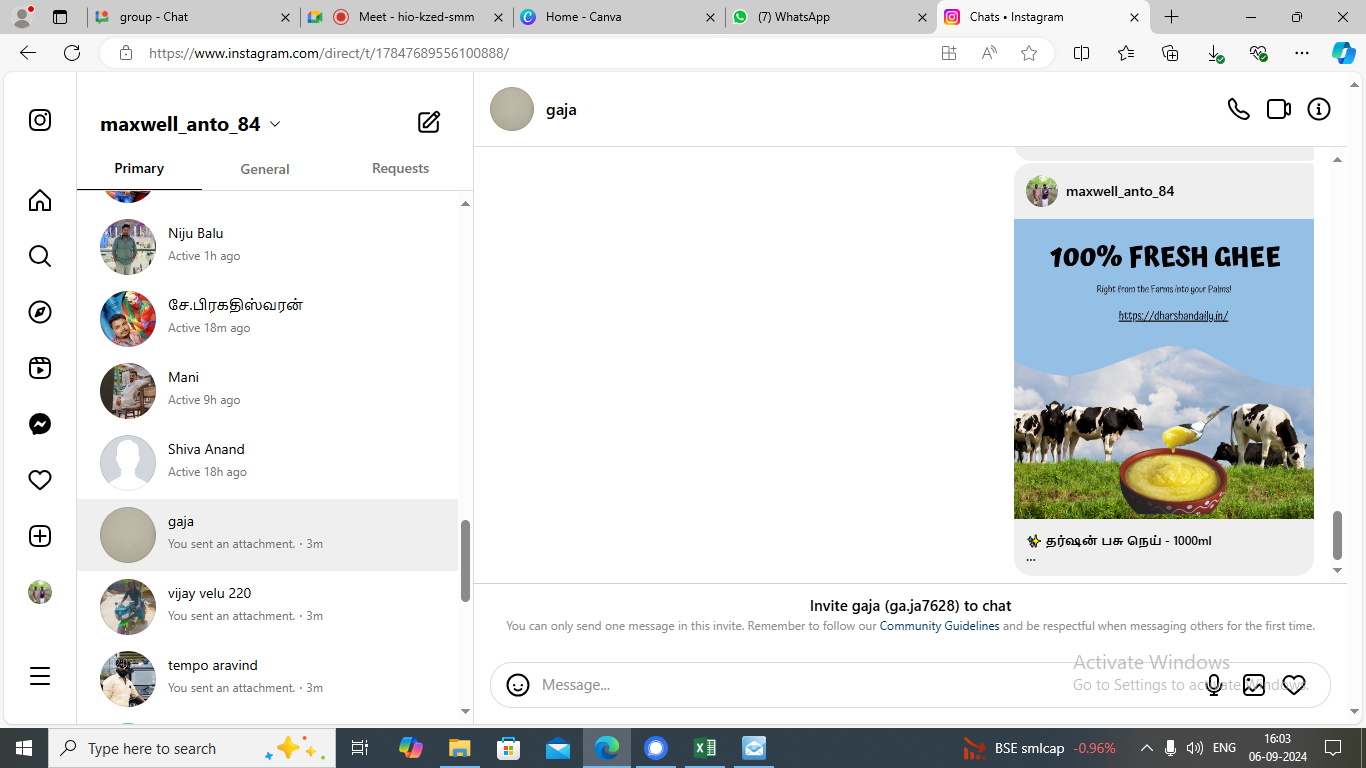 group - Chat
Meet - hio-kzed-smm
Home - Canva
(7) WhatsApp
Chats • Instagram
https://www.instagram.com/direct/t/17847689556100888/
maxwell_anto_84
Primary
General
Requests
Niju Balu
Active 1h ago
சே.பிரகதிஸ்வரன்
Active 18m ago
Mani
Active 9h ago
Shiva Anand
Active 18h ago
gaja
You sent an attachment. · 3m
vijay velu 220
You sent an attachment. · 3m
tempo aravind
You sent an attachment. · 3m
gaja
maxwell_anto_84
100% FRESH GHEE
Right from the Farms into your Palms!
https://dharshandaily.in/
✨ தர்ஷன் பசு நெய் - 1000ml
...
Invite gaja (ga.ja7628) to chat
You can only send one message in this invite. Remember to follow our Community Guidelines and be respectful when messaging others for the first time.
Message...
Activate Windows
Go to Settings to activate Windows.
Type here to search
BSE smlcap -0.96%
ENG
16:03
06-09-2024